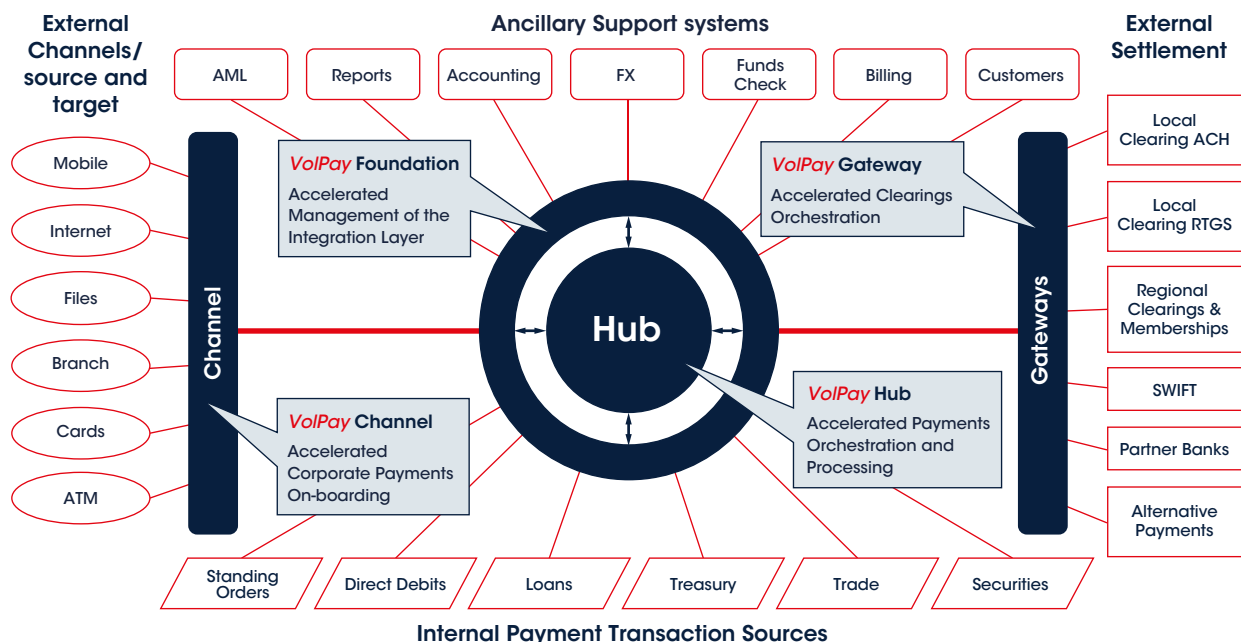 External
Channels/
source and
target
Ancillary Support systems
External
Settlement
AML
Reports
Accounting
FX
Funds
Check
Billing
Customers
Mobile
Internet
Files
Branch
Cards
ATM
Channel
VolPay Foundation
Accelerated
Management of the
Integration Layer
VolPay Gateway
Accelerated Clearings
Orchestration
Hub
VolPay Channel
Accelerated
Corporate Payments
On-boarding
VolPay Hub
Accelerated Payments
Orchestration and
Processing
Gateways
Local
Clearing ACH
Local
Clearing RTGS
Regional
Clearings &
Memberships
SWIFT
Partner Banks
Alternative
Payments
Standing
Orders
Direct Debits
Loans
Treasury
Trade
Securities
Internal Payment Transaction Sources